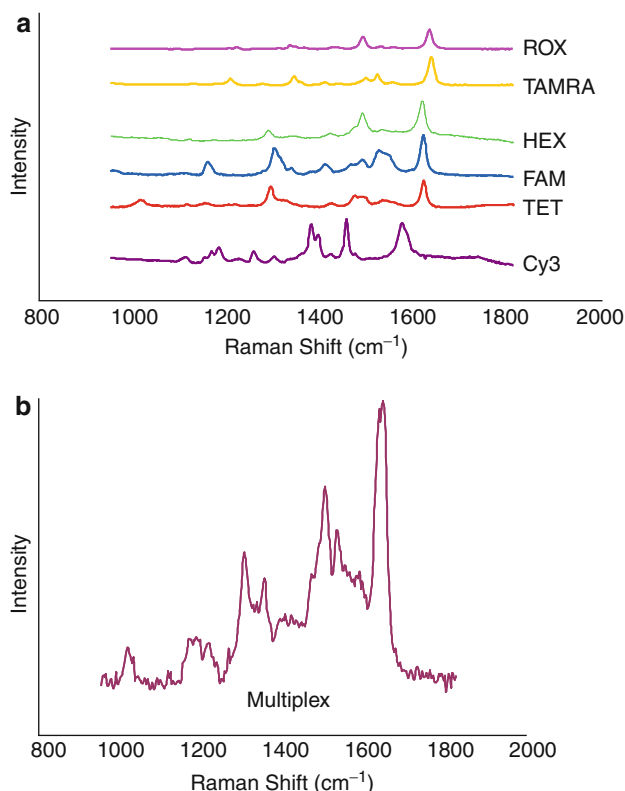 a
ROX
TAMRA
HEX
FAM
TET
Cy3
Intensity
800 1000 1200 1400 1600 1800 2000
Raman Shift (cm⁻¹)
b
Intensity
Multiplex
800 1000 1200 1400 1600 1800 2000
Raman Shift (cm⁻¹)